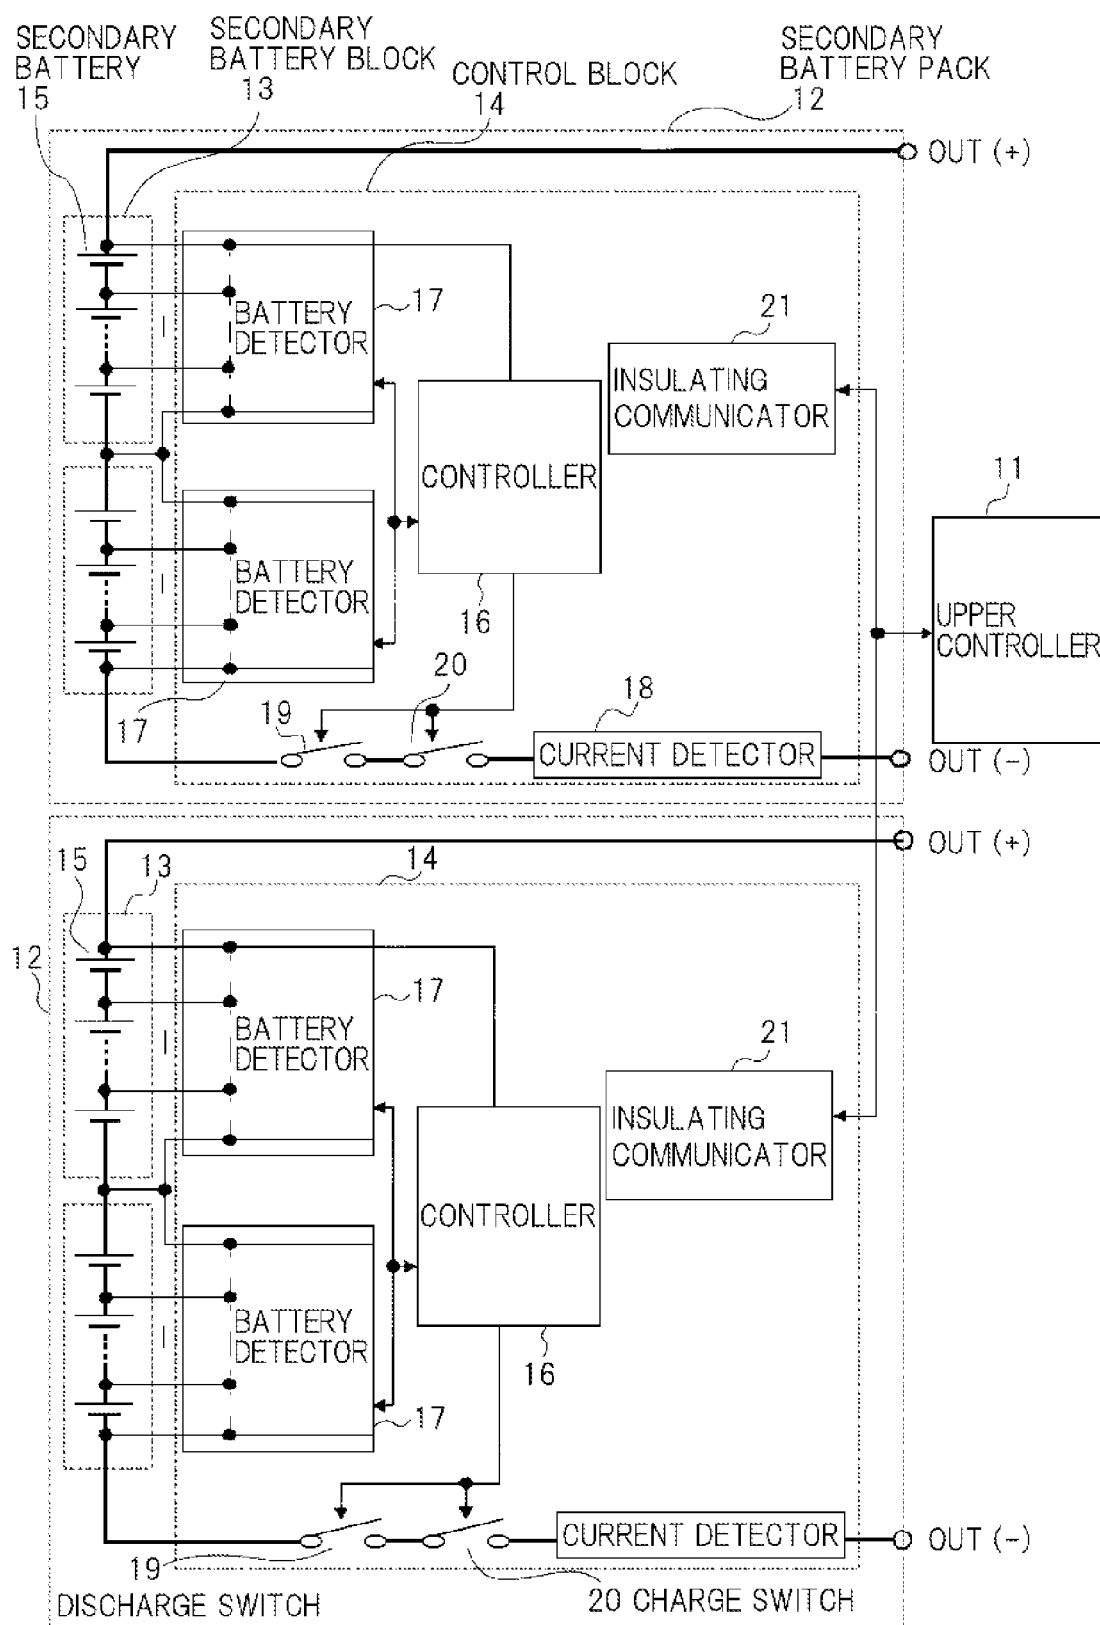 SECONDARY
BATTERY
15
SECONDARY
BATTERY BLOCK
13
CONTROL BLOCK
14
SECONDARY
BATTERY PACK
12
OUT (+)
BATTERY
DETECTOR
17
21
INSULATING
COMMUNICATOR
CONTROLLER
11
BATTERY
DETECTOR
16
UPPER
CONTROLLER
17
19
20
18
CURRENT DETECTOR
OUT (-)
OUT (+)
15
13
14
12
17
BATTERY
DETECTOR
21
INSULATING
COMMUNICATOR
CONTROLLER
BATTERY
DETECTOR
16
17
CURRENT DETECTOR
OUT (-)
19
DISCHARGE SWITCH
20 CHARGE SWITCH